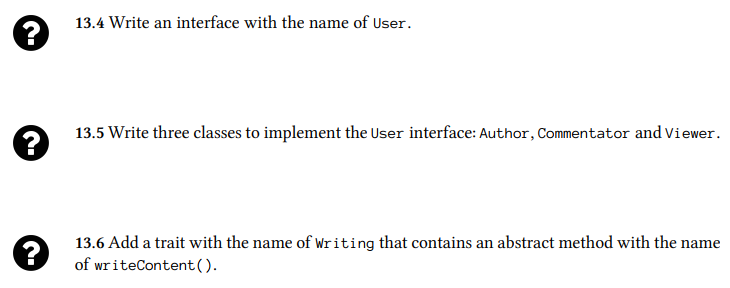 13.4 Write an interface with the name of User.
13.5 Write three classes to implement the User interface: Author, Commentator and Viewer.
13.6 Add a trait with the name of Writing that contains an abstract method with the name
of writeContent().